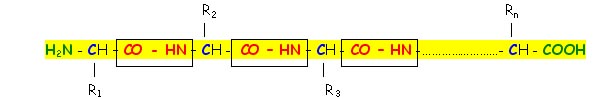 R₂ Rₙ
H₂N - CH - CO - HN - CH - CO - HN - CH - CO - HN ........................ - CH - COOH
R₁ R₃